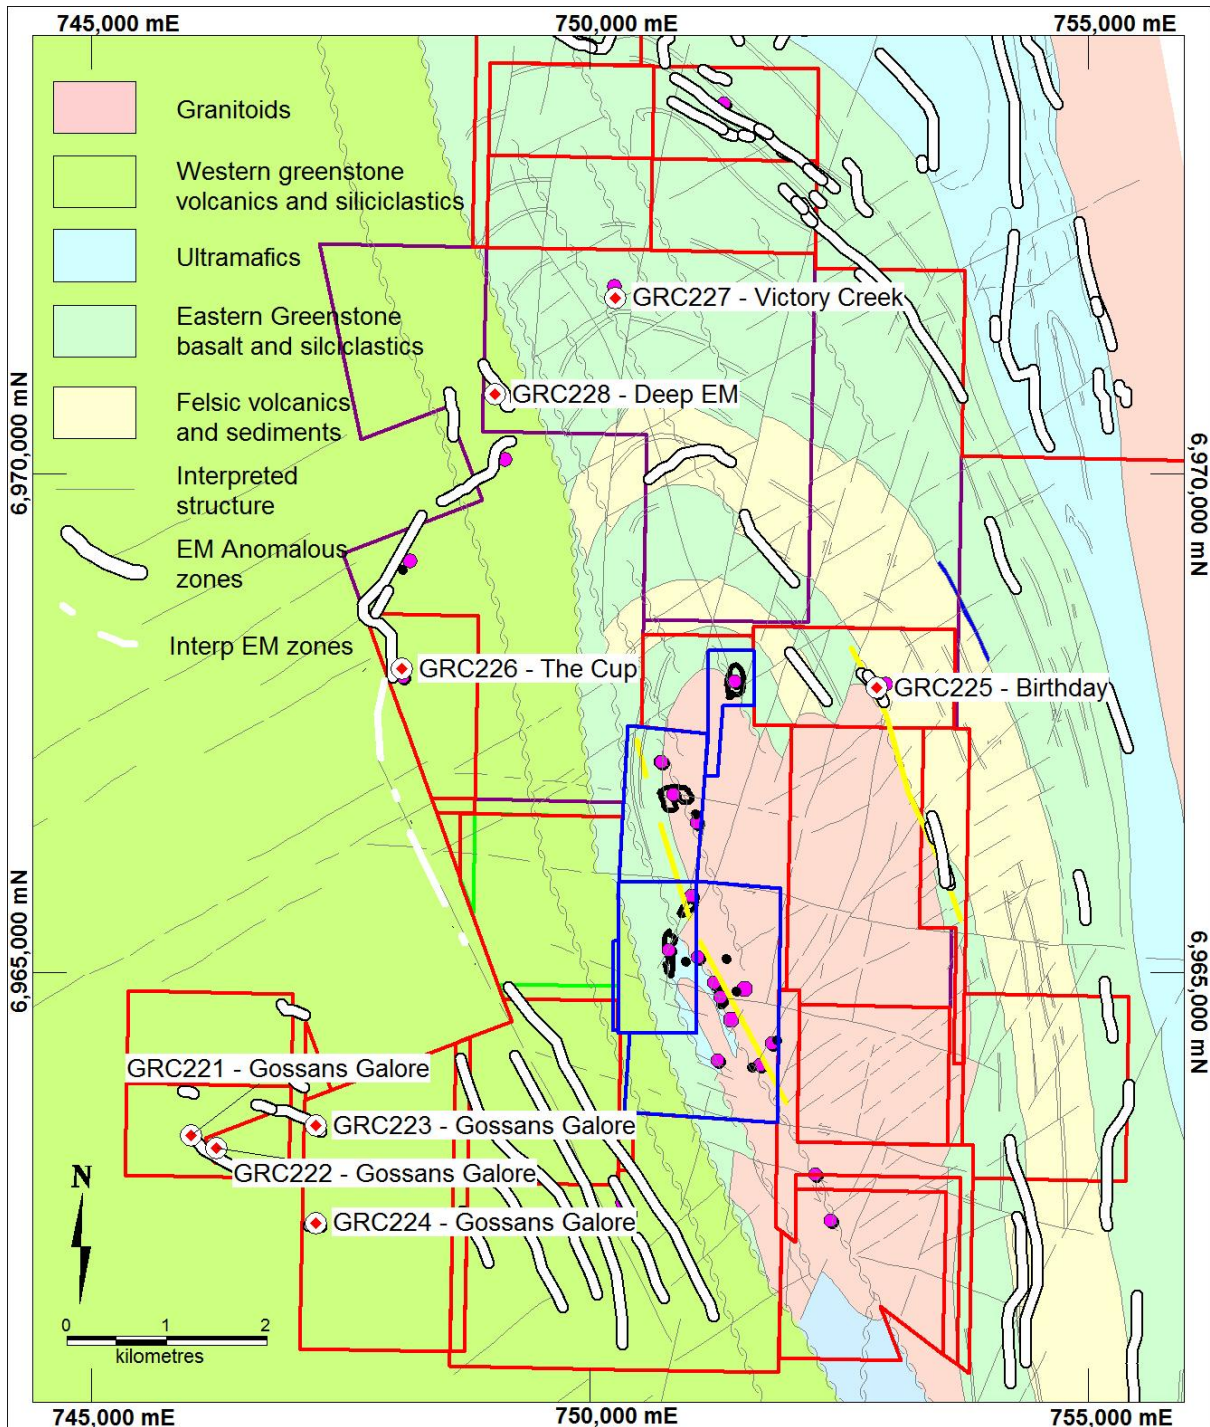 745,000 mE
750,000 mE
755,000 mE
Granitoids
Western greenstone
volcanics and siliciclastics
Ultramafics
Eastern Greenstone
basalt and silciclastics
Felsic volcanics
and sediments
Interpreted
structure
EM Anomalous
zones
Interp EM zones
GRC227 - Victory Creek
GRC228 - Deep EM
6,970,000 mN
6,970,000 mN
GRC226 - The Cup
GRC225 - Birthday
6,965,000 mN
6,965,000 mN
GRC221 - Gossans Galore
GRC223 - Gossans Galore
GRC222 - Gossans Galore
GRC224 - Gossans Galore
N
0 1 2
kilometres
745,000 mE
750,000 mE
755,000 mE